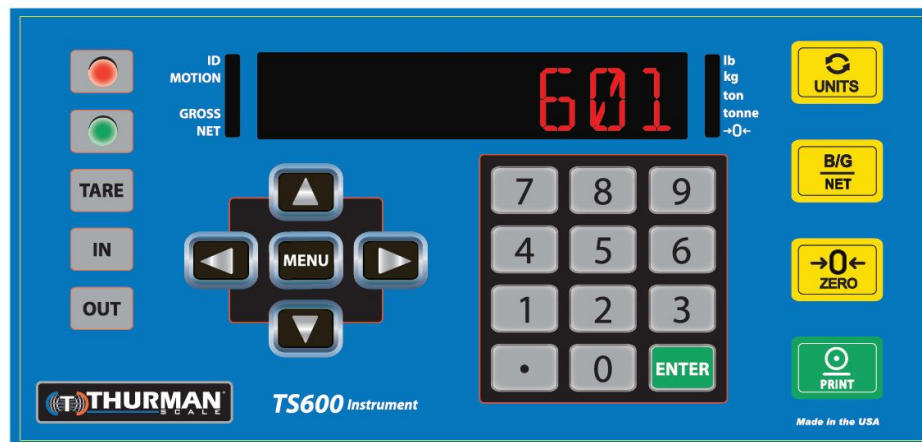 ID
MOTION
GROSS
NET
601
lb
kg
ton
tonne
→0←
UNITS
B/G
NET
→0←
ZERO
PRINT
TARE
IN
OUT
MENU
7 8 9
4 5 6
1 2 3
. 0 ENTER
THURMAN
SCALE
TS600 Instrument
Made in the USA